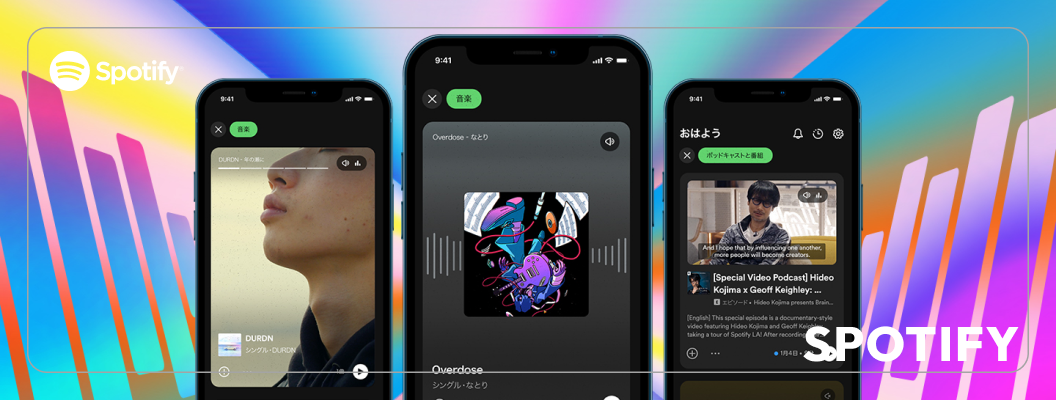 Spotify
9:41
音楽
DURDN - 冬の海に
DURDN
シングル・DURDN
9:41
音楽
Overdose - なとり
Overdose
シングル・なとり
9:41
おはよう
ポッドキャストと番組
And I hope that by influencing one another,
more people will become creators.
[Special Video Podcast] Hideo
Kojima x Geoff Keighley: ...
エピソード • Hideo Kojima presents Brain...
[English] This special episode is a documentary-style
video featuring Hideo Kojima and Geoff Keighley
taking a tour of Spotify LA! After recording
1月4日
SPOTIFY